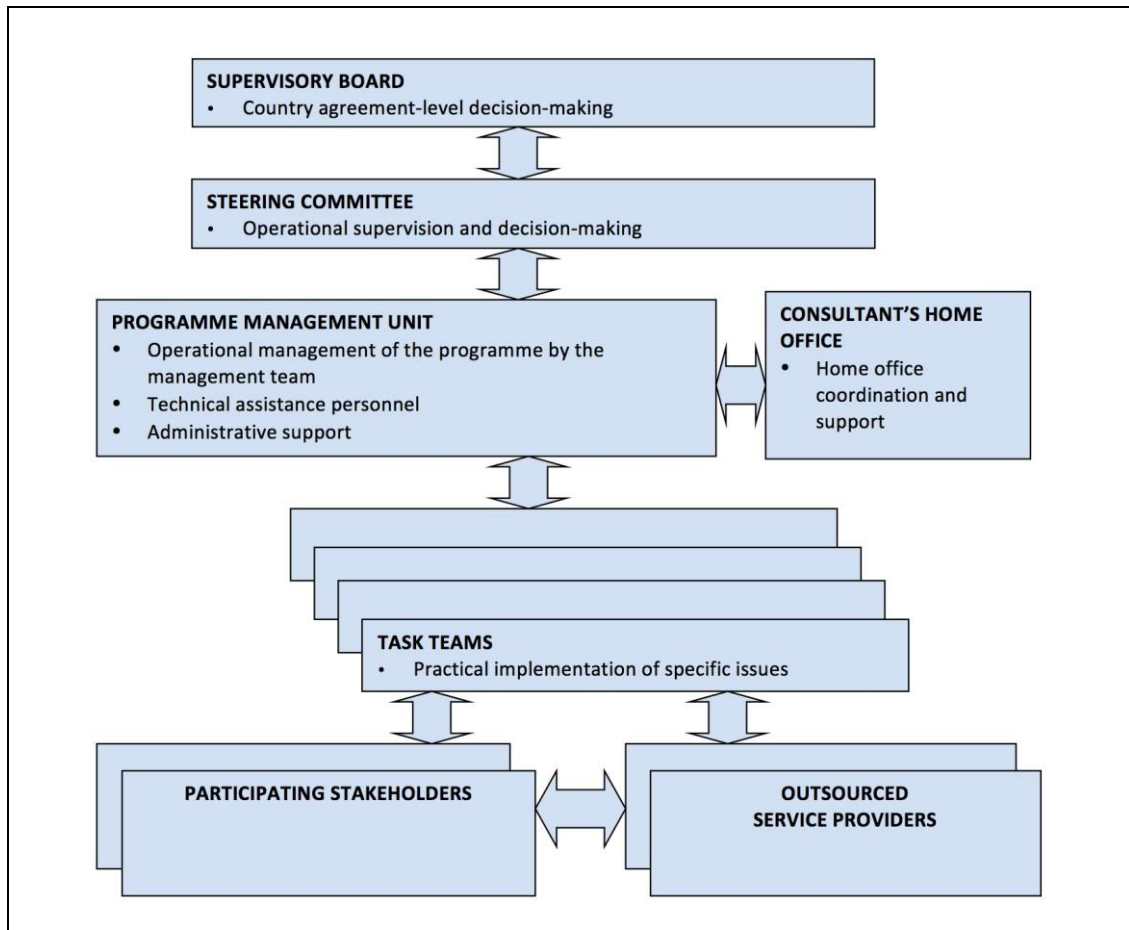 SUPERVISORY BOARD
• Country agreement-level decision-making
STEERING COMMITTEE
• Operational supervision and decision-making
PROGRAMME MANAGEMENT UNIT
• Operational management of the programme by the
management team
• Technical assistance personnel
• Administrative support
CONSULTANT’S HOME
OFFICE
• Home office
coordination and
support
TASK TEAMS
• Practical implementation of specific issues
PARTICIPATING STAKEHOLDERS
OUTSOURCED
SERVICE PROVIDERS